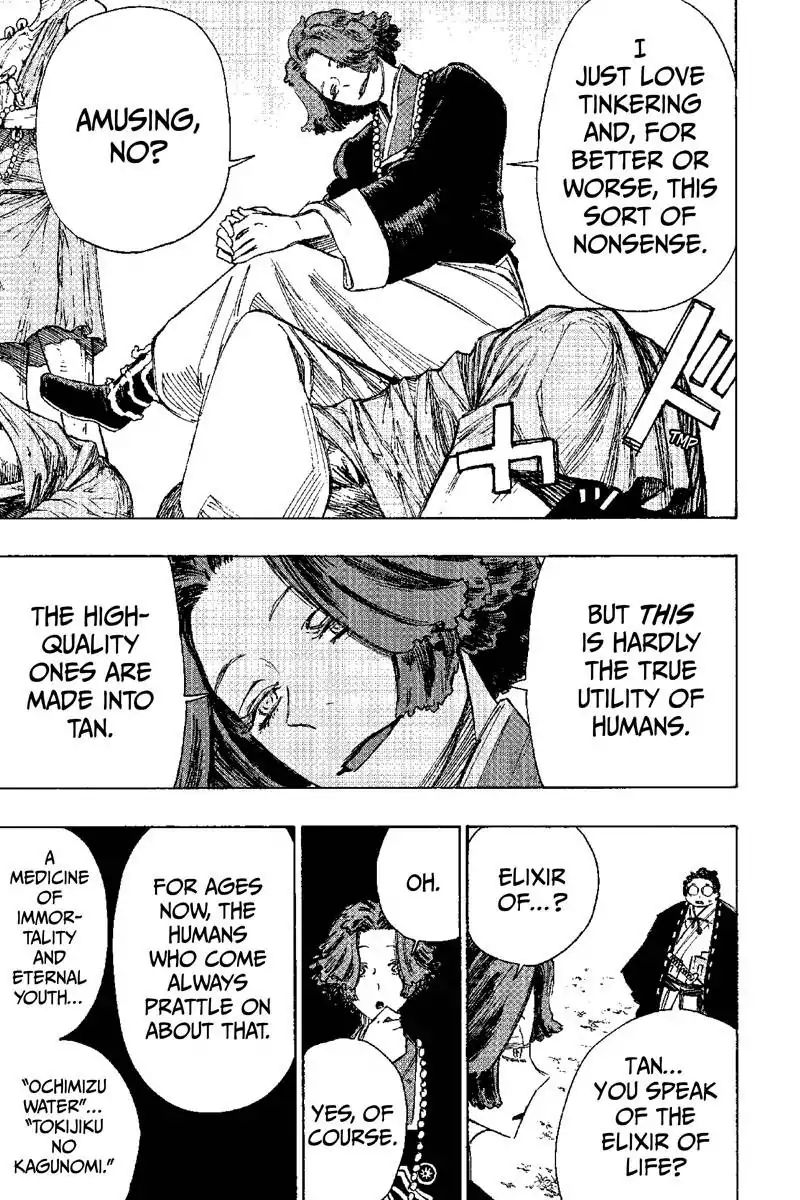 I
JUST LOVE
TINKERING
AND, FOR
BETTER OR
WORSE, THIS
SORT OF
NONSENSE.
AMUSING,
NO?
ドサ
TMP
BUT THIS
IS HARDLY
THE TRUE
UTILITY OF
HUMANS.
THE HIGH-
QUALITY
ONES ARE
MADE INTO
TAN.
ELIXIR
OF...?
TAN...
YOU SPEAK
OF THE
ELIXIR OF
LIFE?
OH.
YES, OF
COURSE.
FOR AGES
NOW, THE
HUMANS
WHO COME
ALWAYS
PRATTLE ON
ABOUT THAT.
A
MEDICINE
OF
IMMOR-
TALITY
AND
ETERNAL
YOUTH...
"OCHIMIZU
WATER"...
"TOKIJIKU
NO
KAGUNOMI."